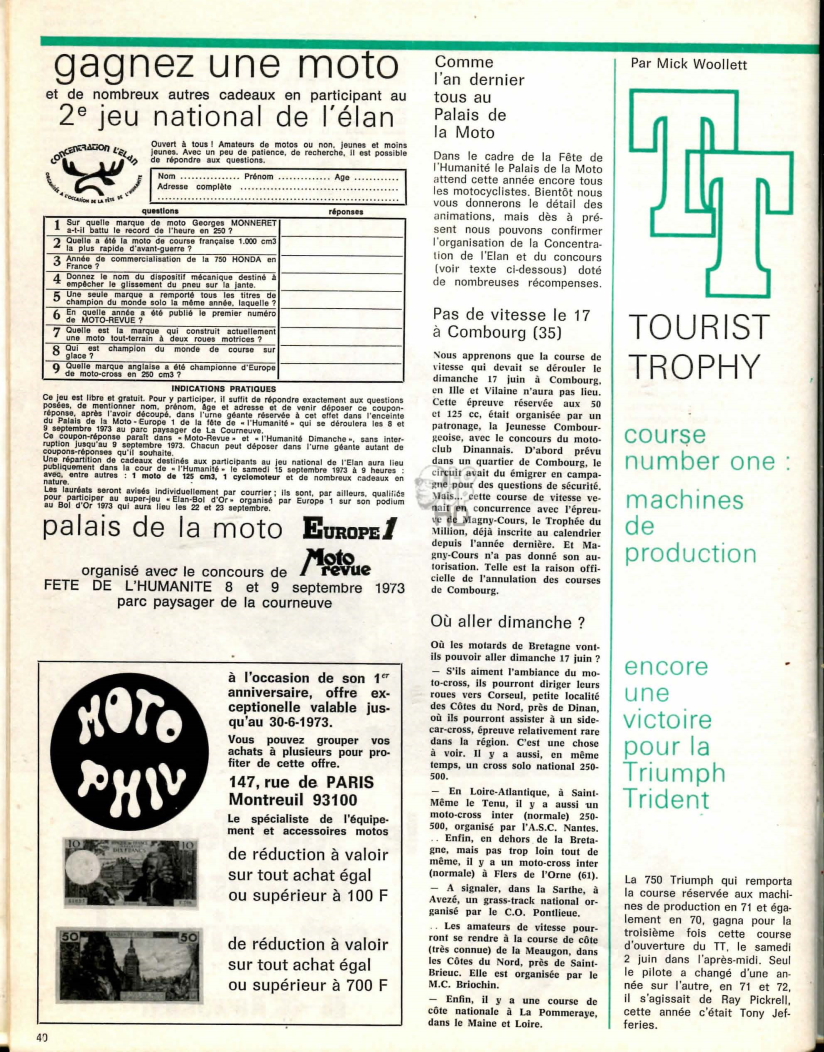 gagnez une moto
et de nombreux autres cadeaux en participant au
2e jeu national de l'élan
CONCENTRATION L'ELAN
ORGANISÉE A L'OCCASION DE LA FÊTE DE L'HUMANITE
Ouvert à tous ! Amateurs de motos ou non, jeunes et moins
jeunes. Avec un peu de patience, de recherche, il est possible
de répondre aux questions.
Nom ............... Prénom ............. Age ............
Adresse complète .......................................
questions
réponses
1 Sur quelle marque de moto Georges MONNERET
a-t-il battu le record de l'heure en 250 ?
2 Quelle a été la moto de course française 1.000 cm3
la plus rapide d'avant-guerre ?
3 Année de commercialisation de la 750 HONDA en
France ?
4 Donnez le nom du dispositif mécanique destiné à
empêcher le glissement du pneu sur la jante.
5 Une seule marque a remporté tous les titres de
champion du monde solo la même année, laquelle ?
6 En quelle année a été publié le premier numéro
de MOTO-REVUE ?
7 Quelle est la marque qui construit actuellement
une moto tout-terrain à deux roues motrices ?
8 Qui est champion du monde de course sur
glace ?
9 Quelle marque anglaise a été championne d'Europe
de moto-cross en 250 cm3 ?
INDICATIONS PRATIQUES
Ce jeu est libre et gratuit. Pour y participer, il suffit de répondre exactement aux questions
posées, de mentionner nom, prénom, âge et adresse et de venir déposer ce coupon-
réponse, après l'avoir découpé, dans l'urne géante réservée à cet effet dans l'enceinte
du Palais de la Moto - Europe 1 de la fête de « l'Humanité » qui se déroulera les 8 et
9 septembre 1973 au parc paysager de La Courneuve.
Ce coupon-réponse paraît dans « Moto-Revue » et « l'Humanité Dimanche », sans inter-
ruption jusqu'au 9 septembre 1973. Chacun peut déposer dans l'urne géante autant de
coupons-réponses qu'il souhaite.
Une répartition de cadeaux destinés aux participants au jeu national de l'Elan aura lieu
publiquement dans la cour de « l'Humanité » le samedi 15 septembre 1973 à 9 heures :
avec, entre autres : 1 moto de 125 cm3, 1 cyclomoteur et de nombreux cadeaux en
nature.
Les lauréats seront avisés individuellement par courrier ; ils sont, par ailleurs, qualifiés
pour participer au super-jeu « Elan-Bol d'Or » organisé par Europe 1 sur son podium
au Bol d'Or 1973 qui aura lieu les 22 et 23 septembre.
palais de la moto EUROPE 1
organisé avec le concours de Moto revue
FETE DE L'HUMANITE 8 et 9 septembre 1973
parc paysager de la courneuve
MOTO
PHIL
à l'occasion de son 1er
anniversaire, offre ex-
ceptionelle valable jus-
qu'au 30-6-1973.
Vous pouvez grouper vos
achats à plusieurs pour pro-
fiter de cette offre.
147, rue de PARIS
Montreuil 93100
Le spécialiste de l'équipe-
ment et accessoires motos
10
10
de réduction à valoir
sur tout achat égal
ou supérieur à 100 F
50
50
de réduction à valoir
sur tout achat égal
ou supérieur à 700 F
40
Comme
l'an dernier
tous au
Palais de
la Moto
Dans le cadre de la Fête de
l'Humanité le Palais de la Moto
attend cette année encore tous
les motocyclistes. Bientôt nous
vous donnerons le détail des
animations, mais dès à pré-
sent nous pouvons confirmer
l'organisation de la Concentra-
tion de l'Elan et du concours
(voir texte ci-dessous) doté
de nombreuses récompenses.
Pas de vitesse le 17
à Combourg (35)
Nous apprenons que la course de
vitesse qui devait se dérouler le
dimanche 17 juin à Combourg,
en Ille et Vilaine n'aura pas lieu.
Cette épreuve réservée aux 50
et 125 cc, était organisée par un
patronage, la Jeunesse Combour-
geoise, avec le concours du moto-
club Dinannais. D'abord prévu
dans un quartier de Combourg, le
circuit avait du émigrer en campa-
gne pour des questions de sécurité.
Mais... cette course de vitesse ve-
nait en concurrence avec l'épreu-
ve de Magny-Cours, le Trophée du
Million, déjà inscrite au calendrier
depuis l'année dernière. Et Ma-
gny-Cours n'a pas donné son au-
torisation. Telle est la raison offi-
cielle de l'annulation des courses
de Combourg.
Où aller dimanche ?
Où les motards de Bretagne vont-
ils pouvoir aller dimanche 17 juin ?
— S'ils aiment l'ambiance du mo-
to-cross, ils pourront diriger leurs
roues vers Corseul, petite localité
des Côtes du Nord, près de Dinan,
où ils pourront assister à un side-
car-cross, épreuve relativement rare
dans la région. C'est une chose
à voir. Il y a aussi, en même
temps, un cross solo national 250-
500.
— En Loire-Atlantique, à Saint-
Même le Tenu, il y a aussi un
moto-cross inter (normale) 250-
500, organisé par l'A.S.C. Nantes.
.. Enfin, en dehors de la Breta-
gne, mais pas trop loin tout de
même, il y a un moto-cross inter
(normale) à Flers de l'Orne (61).
— A signaler, dans la Sarthe, à
Avezé, un grass-track national or-
ganisé par le C.O. Pontlieue.
.. Les amateurs de vitesse pour-
ront se rendre à la course de côte
(très connue) de la Meaugon, dans
les Côtes du Nord, près de Saint-
Brieuc. Elle est organisée par le
M.C. Briochin.
— Enfin, il y a une course de
côte nationale à La Pommeraye,
dans le Maine et Loire.
Par Mick Woollett
TT
TOURIST
TROPHY
course
number one :
machines
de
production
encore
une
victoire
pour la
Triumph
Trident
La 750 Triumph qui remporta
la course réservée aux machi-
nes de production en 71 et éga-
lement en 70, gagna pour la
troisième fois cette course
d'ouverture du TT, le samedi
2 juin dans l'après-midi. Seul
le pilote a changé d'une an-
née sur l'autre, en 71 et 72,
il s'agissait de Ray Pickrell,
cette année c'était Tony Jef-
feries.